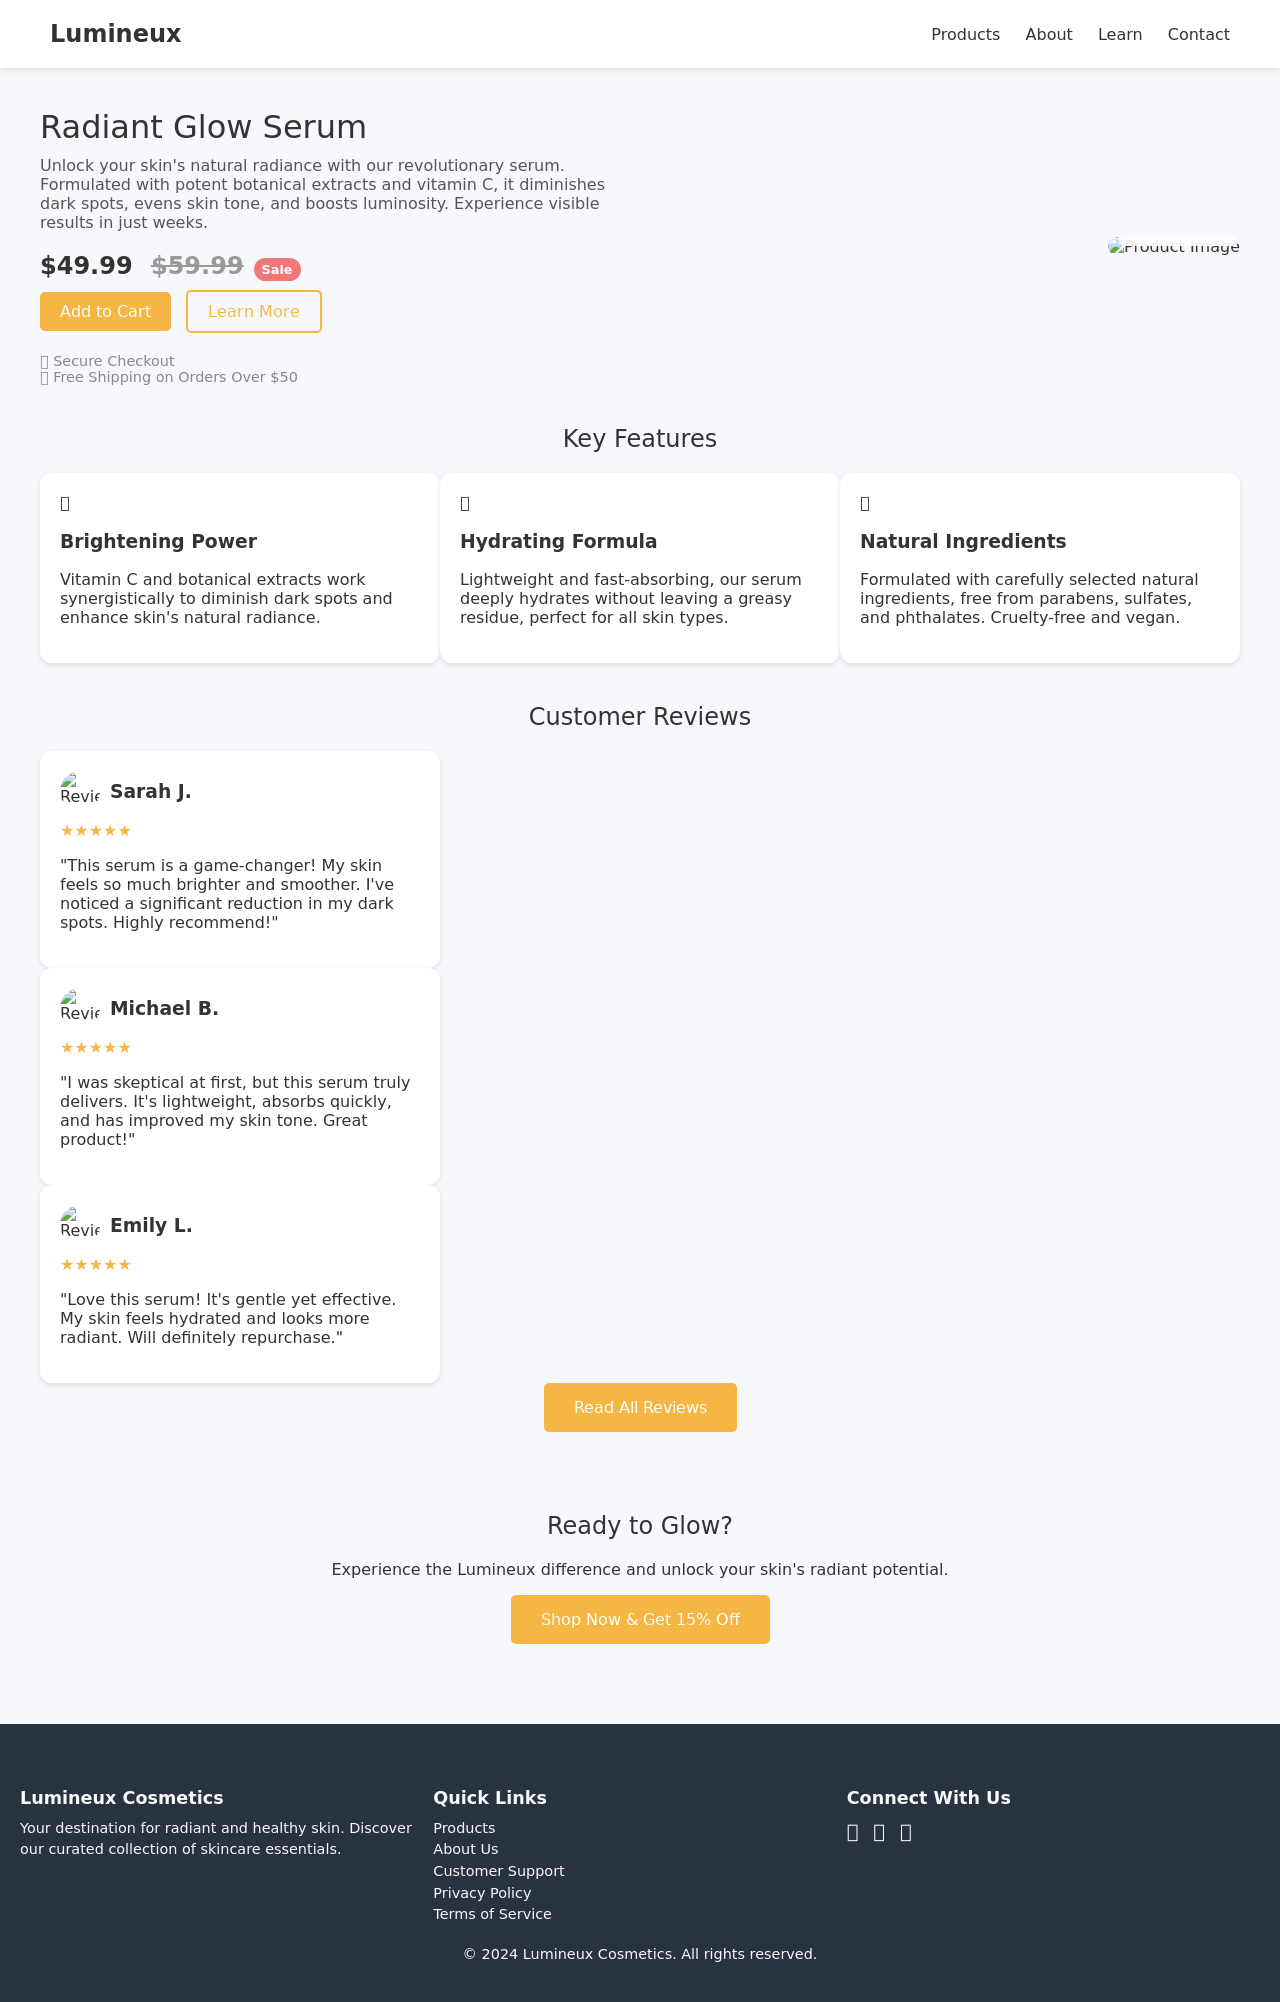 Lumineux
Products About Learn Contact
Radiant Glow Serum
Unlock your skin's natural radiance with our revolutionary serum.
Formulated with potent botanical extracts and vitamin C, it diminishes
dark spots, evens skin tone, and boosts luminosity. Experience visible
results in just weeks.
$49.99 $59.99 Sale
Add to Cart Learn More
Secure Checkout
Free Shipping on Orders Over $50
Product Image
Key Features
Brightening Power
Vitamin C and botanical extracts work
synergistically to diminish dark spots and
enhance skin's natural radiance.
Hydrating Formula
Lightweight and fast-absorbing, our serum
deeply hydrates without leaving a greasy
residue, perfect for all skin types.
Natural Ingredients
Formulated with carefully selected natural
ingredients, free from parabens, sulfates,
and phthalates. Cruelty-free and vegan.
Customer Reviews
Revie Sarah J.
★★★★★
"This serum is a game-changer! My skin
feels so much brighter and smoother. I've
noticed a significant reduction in my dark
spots. Highly recommend!"
Revie Michael B.
★★★★★
"I was skeptical at first, but this serum truly
delivers. It's lightweight, absorbs quickly,
and has improved my skin tone. Great
product!"
Revie Emily L.
★★★★★
"Love this serum! It's gentle yet effective.
My skin feels hydrated and looks more
radiant. Will definitely repurchase."
Read All Reviews
Ready to Glow?
Experience the Lumineux difference and unlock your skin's radiant potential.
Shop Now & Get 15% Off
Lumineux Cosmetics
Your destination for radiant and healthy skin. Discover
our curated collection of skincare essentials.
Quick Links
Products
About Us
Customer Support
Privacy Policy
Terms of Service
Connect With Us
© 2024 Lumineux Cosmetics. All rights reserved.